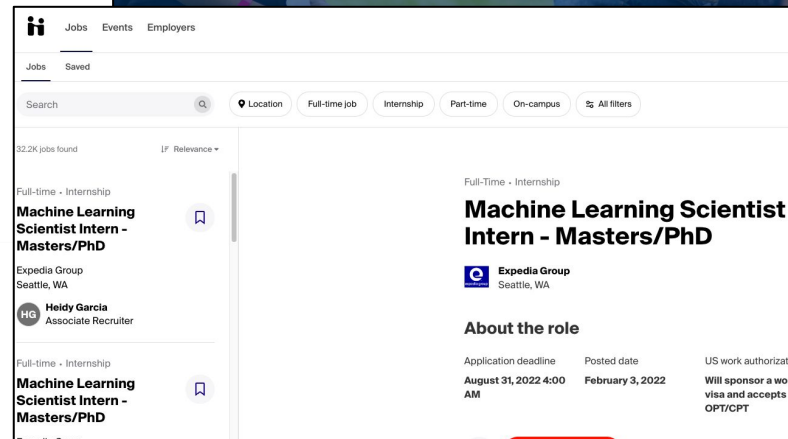 Jobs Events Employers
Jobs Saved
Search
Location Full-time job Internship Part-time On-campus All filters
32.2K jobs found Relevance
Full-time • Internship
Machine Learning
Scientist Intern -
Masters/PhD
Expedia Group
Seattle, WA
HG
Heidy Garcia
Associate Recruiter
Full-time • Internship
Machine Learning
Scientist Intern -
Masters/PhD
Full-Time • Internship
Machine Learning Scientist
Intern - Masters/PhD
Expedia Group
Seattle, WA
About the role
Application deadline
August 31, 2022 4:00
AM
Posted date
February 3, 2022
US work
Will sponsor a
visa and accepts
OPT/CPT